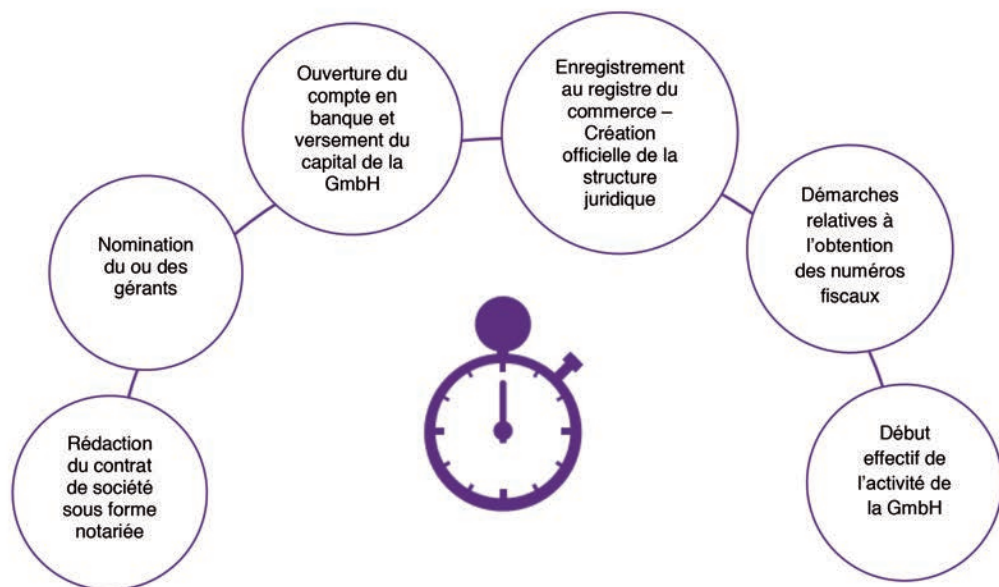 Rédaction
du contrat
de société
sous forme
notariée
Nomination
du ou des
gérants
Ouverture du
compte en
banque et
versement du
capital de la
GmbH
Enregistrement
au registre du
commerce –
Création
officielle de la
structure
juridique
Démarches
relatives à
l’obtention
des numéros
fiscaux
Début
effectif de
l’activité de
la GmbH